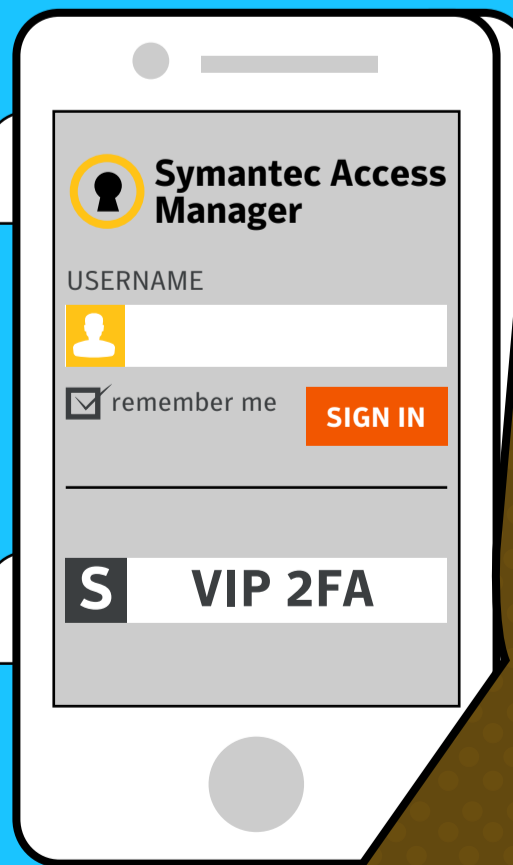 Symantec Access
Manager
USERNAME
remember me
SIGN IN
S VIP 2FA